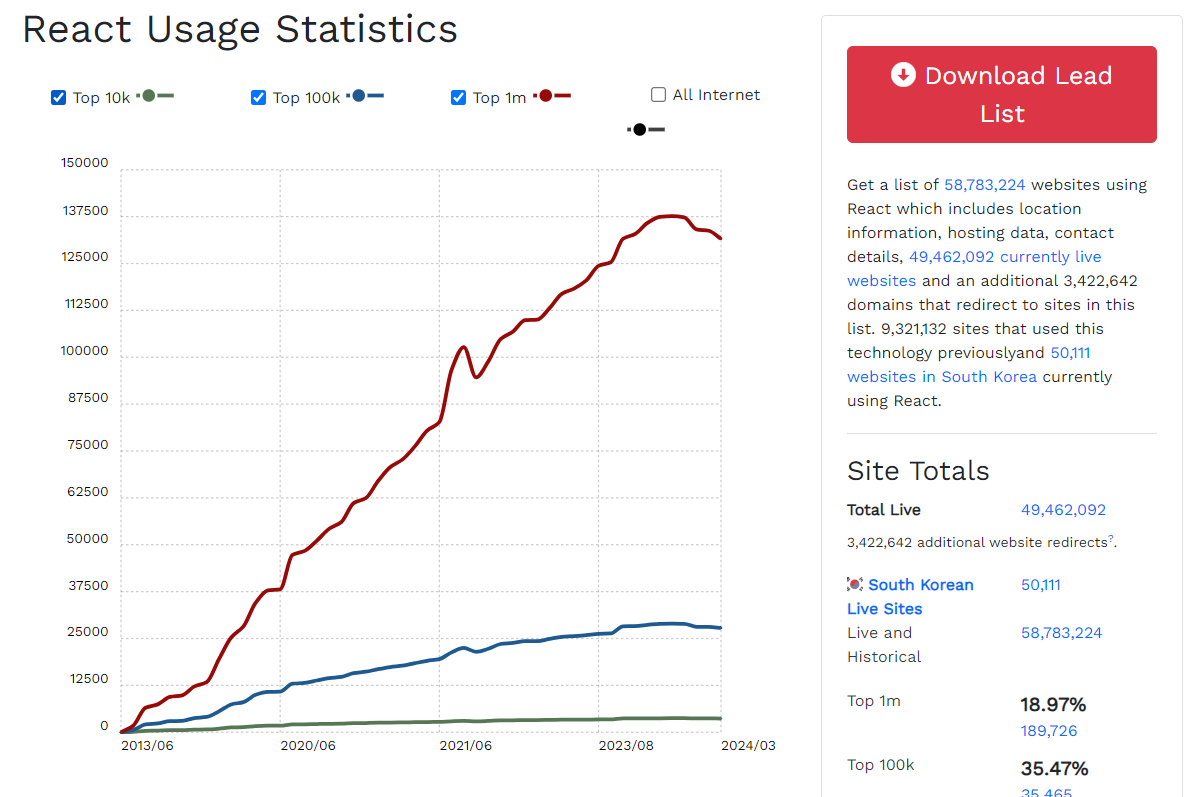 React Usage Statistics
Top 10k
Top 100k
Top 1m
All Internet
150000
137500
125000
112500
100000
87500
75000
62500
50000
37500
25000
12500
0
2013/06
2020/06
2021/06
2023/08
2024/03
Download Lead
List
Get a list of 58,783,224 websites using
React which includes location
information, hosting data, contact
details, 49,462,092 currently live
websites and an additional 3,422,642
domains that redirect to sites in this
list. 9,321,132 sites that used this
technology previouslyand 50,111
websites in South Korea currently
using React.
Site Totals
Total Live 49,462,092
3,422,642 additional website redirects?.
South Korean 50,111
Live Sites
Live and 58,783,224
Historical
Top 1m 18.97%
189,726
Top 100k 35.47%
35,465